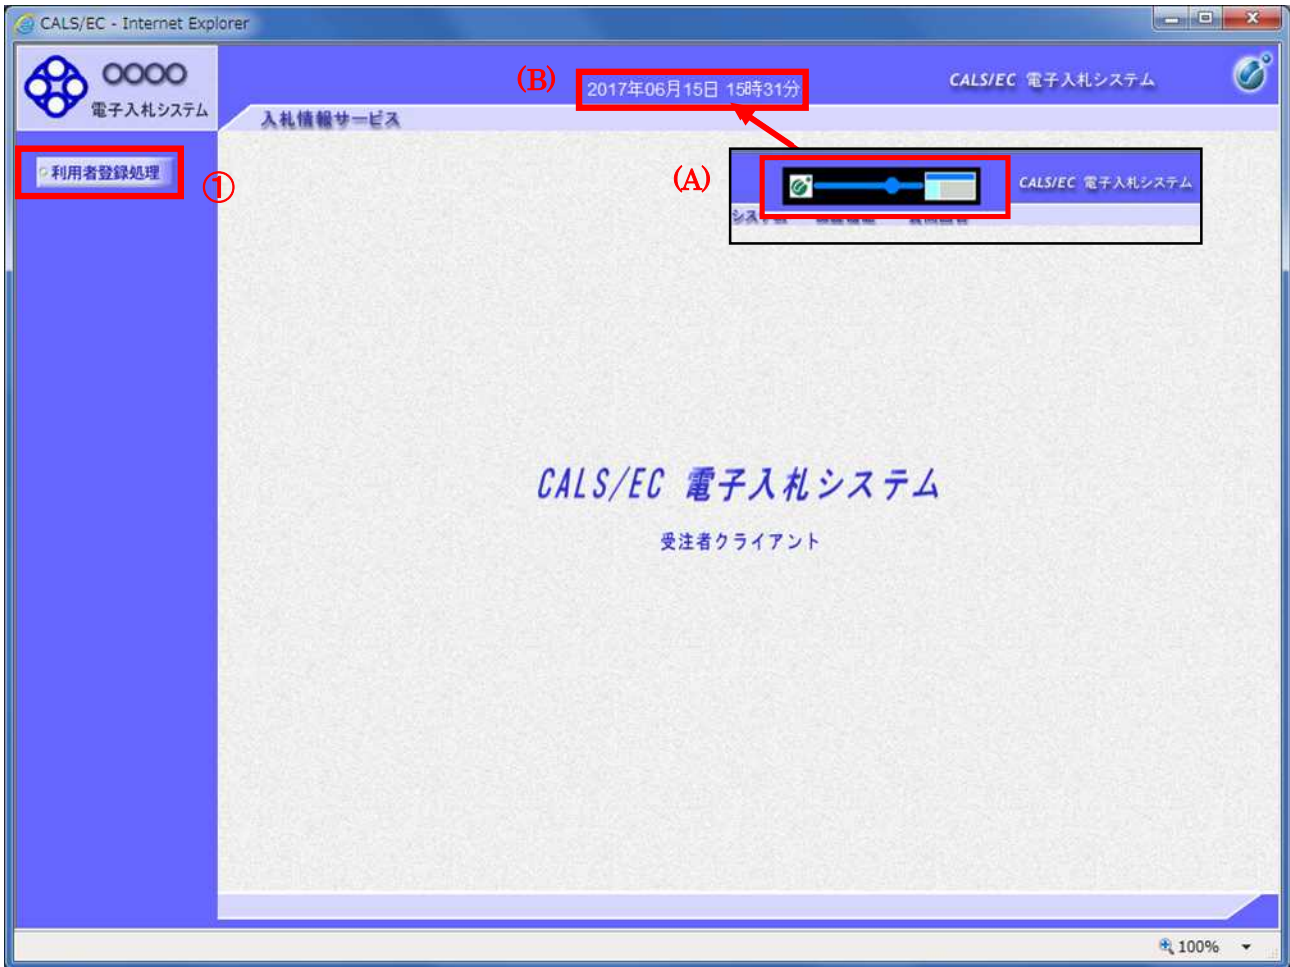 CALS/EC - Internet Explorer
○○○○
電子入札システム
(B)
2017年06月15日 15時31分
CALS/EC 電子入札システム
入札情報サービス
利用者登録処理
①
(A)
CALS/EC 電子入札システム
CALS/EC 電子入札システム
受注者クライアント
100%